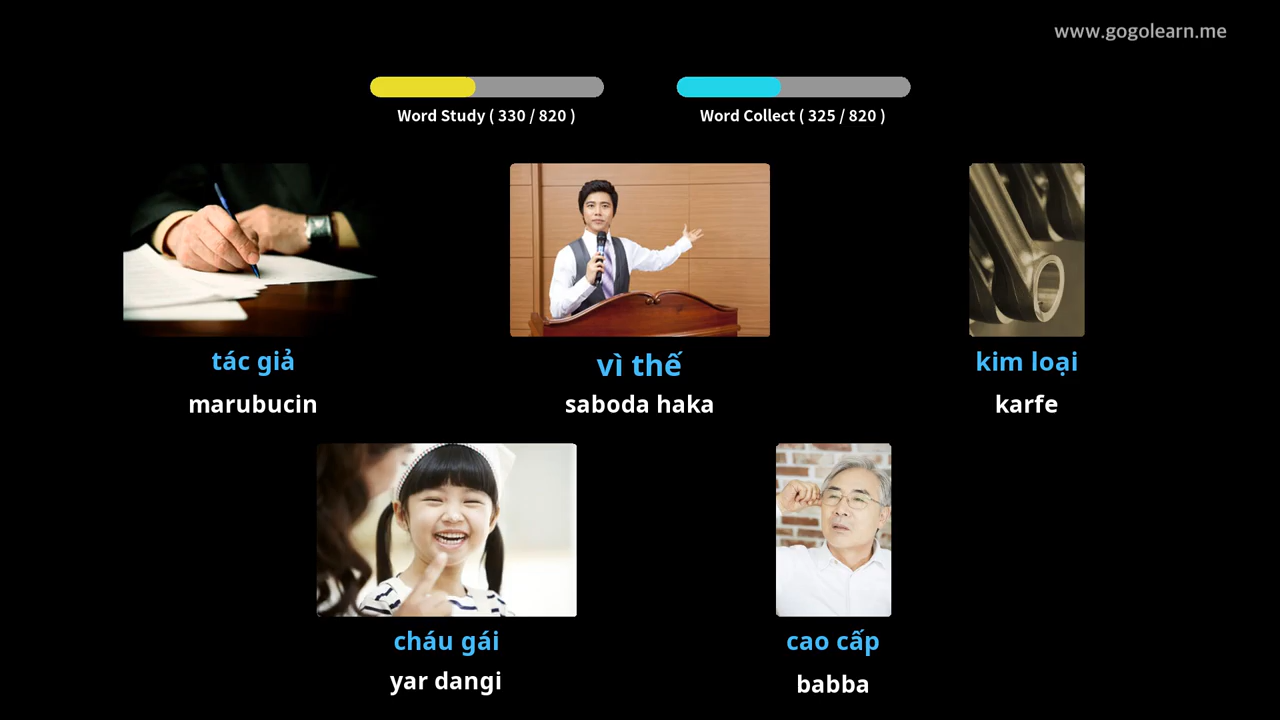 www.gogolearn.me
Word Study ( 330 / 820 )
Word Collect ( 325 / 820 )
tác giả
marubucin
vì thế
saboda haka
kim loại
karfe
cháu gái
yar dangi
cao cấp
babba